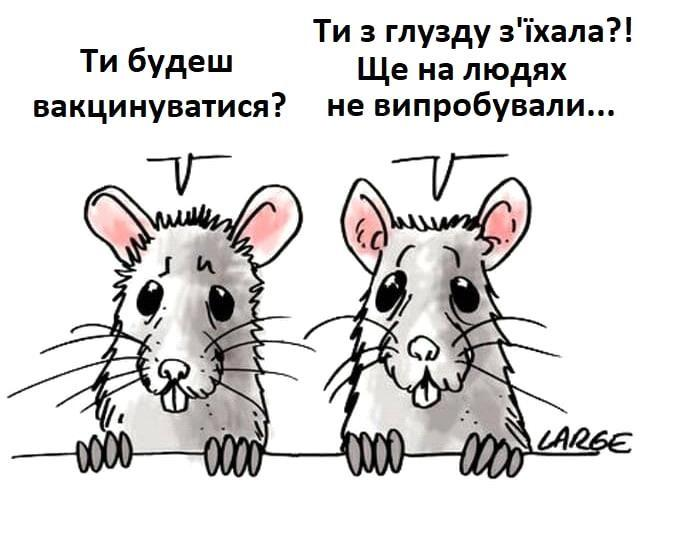 Ти будеш
вакцинуватися?
Ти з глузду з'їхала?!
Ще на людях
не випробували...
LARGE